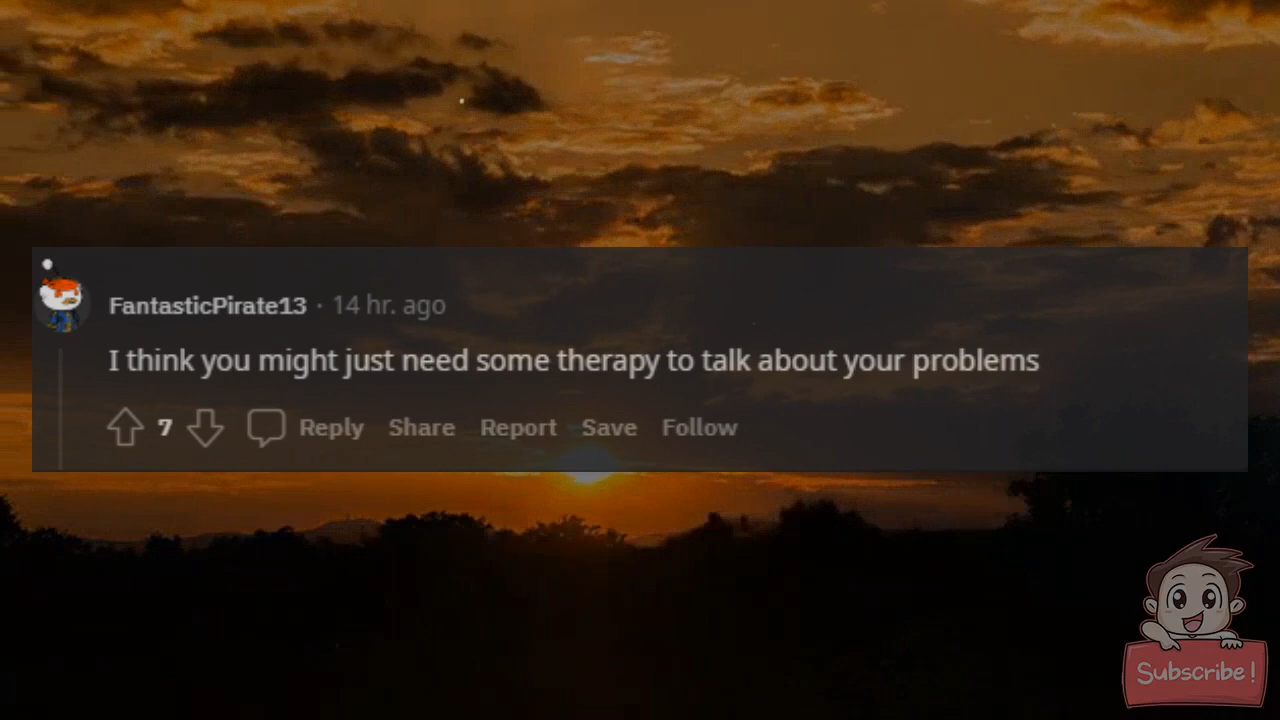 FantasticPirate13 · 14 hr. ago
I think you might just need some therapy to talk about your problems
7 Reply Share Report Save Follow
Subscribe!